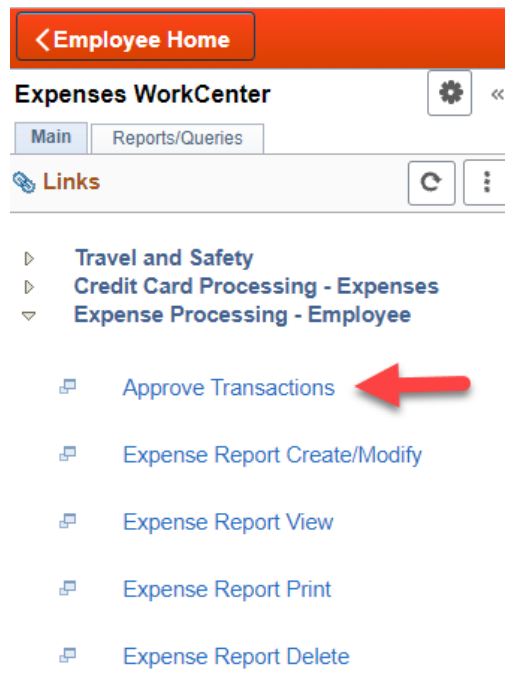 Employee Home
Expenses WorkCenter
Main Reports/Queries
Links
Travel and Safety
Credit Card Processing - Expenses
Expense Processing - Employee
Approve Transactions
Expense Report Create/Modify
Expense Report View
Expense Report Print
Expense Report Delete